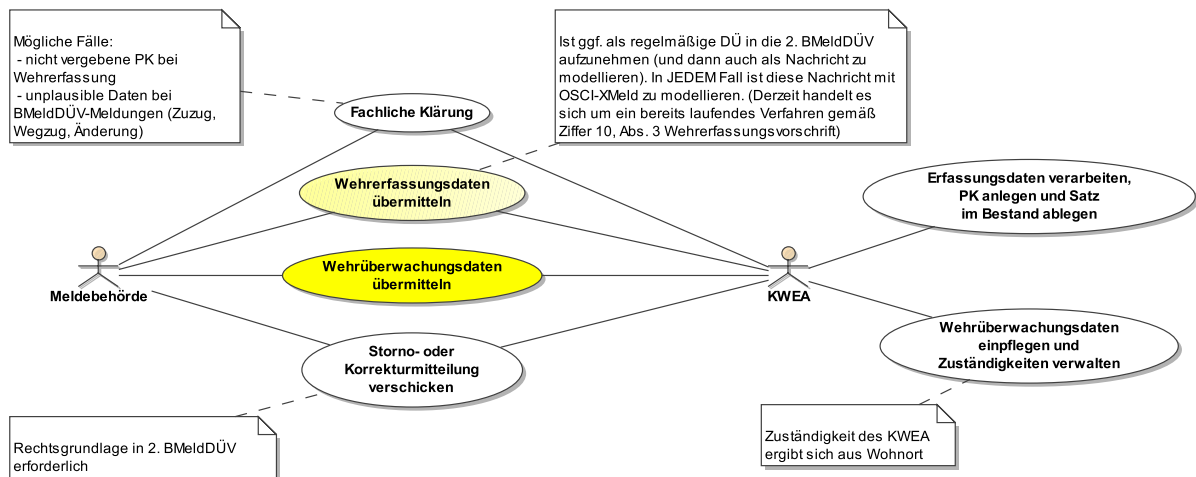 Mögliche Fälle:
- nicht vergebene PK bei
Wehrerfassung
- unplausible Daten bei
BMeldDÜV-Meldungen (Zuzug,
Wegzug, Änderung)
Ist ggf. als regelmäßige DÜ in die 2. BMeldDÜV
aufzunehmen (und dann auch als Nachricht zu
modellieren). In JEDEM Fall ist diese Nachricht mit
OSCI-XMeld zu modellieren. (Derzeit handelt es
sich um ein bereits laufendes Verfahren gemäß
Ziffer 10, Abs. 3 Wehrerfassungsvorschrift)
Fachliche Klärung
Wehrerfassungsdaten
übermitteln
Erfassungsdaten verarbeiten,
PK anlegen und Satz
im Bestand ablegen
Wehrüberwachungsdaten
übermitteln
Meldebehörde
KWEA
Storno- oder
Korrekturmitteilung
verschicken
Wehrüberwachungsdaten
einpflegen und
Zuständigkeiten verwalten
Rechtsgrundlage in 2. BMeldDÜV
erforderlich
Zuständigkeit des KWEA
ergibt sich aus Wohnort